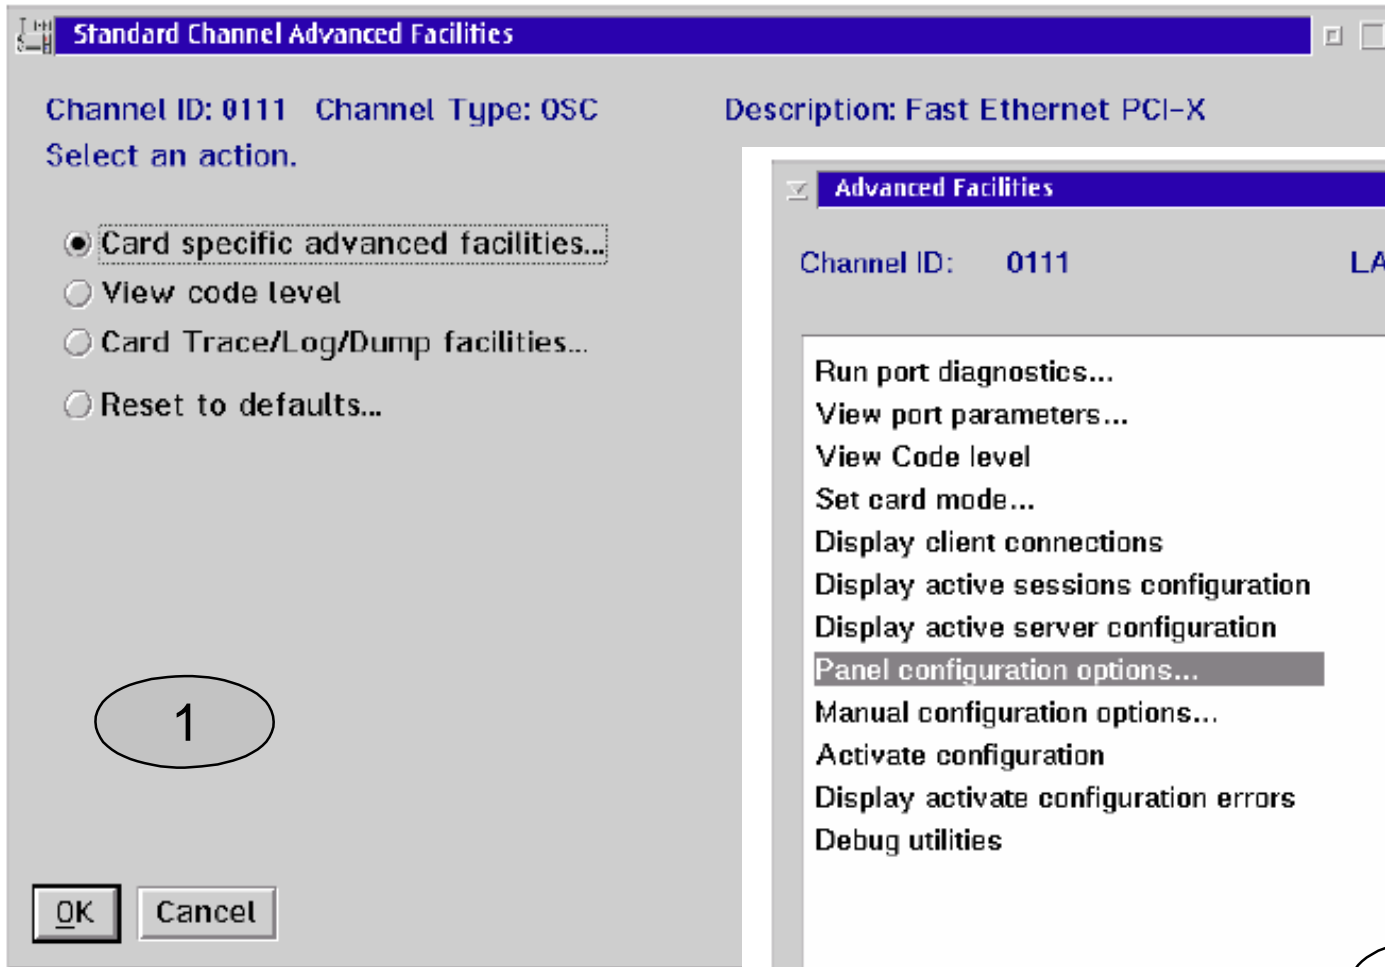 Standard Channel Advanced Facilities
Channel ID: 0111 Channel Type: OSC Description: Fast Ethernet PCI-X
Select an action.
Card specific advanced facilities...
View code level
Card Trace/Log/Dump facilities...
Reset to defaults...
1
OK Cancel
Advanced Facilities
Channel ID: 0111 LA
Run port diagnostics...
View port parameters...
View Code level
Set card mode...
Display client connections
Display active sessions configuration
Display active server configuration
Panel configuration options...
Manual configuration options...
Activate configuration
Display activate configuration errors
Debug utilities